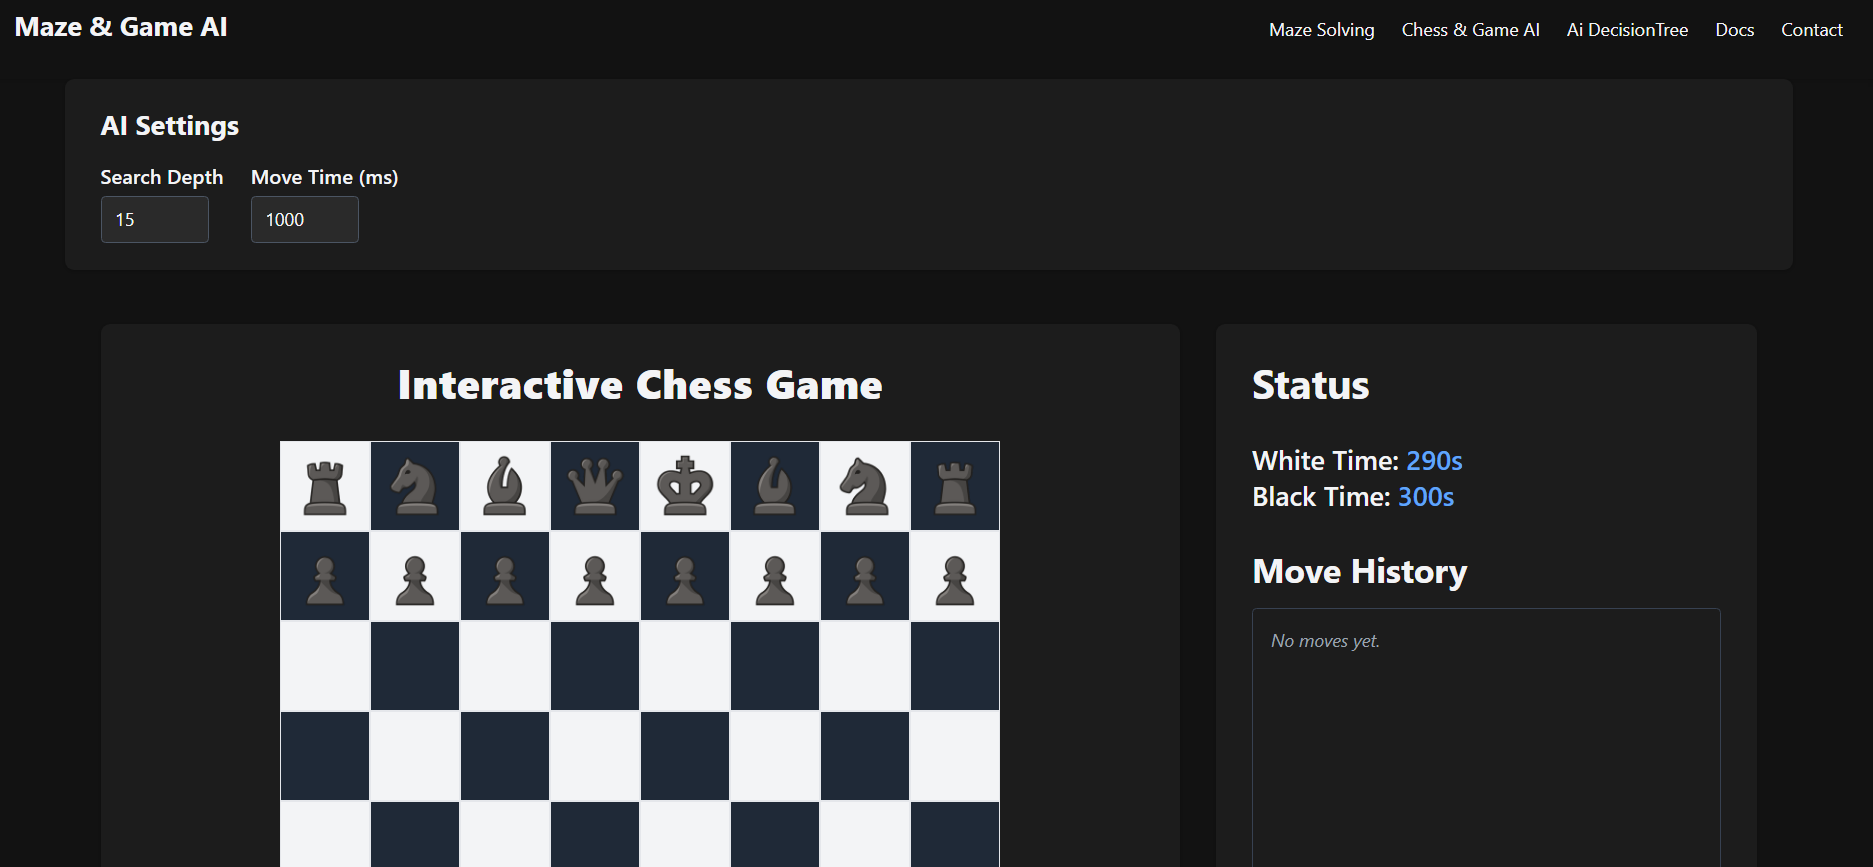 Maze & Game AI
Maze Solving
Chess & Game AI
Ai DecisionTree
Docs
Contact
AI Settings
Search Depth
Move Time (ms)
15
1000
Interactive Chess Game
Status
White Time: 290s
Black Time: 300s
Move History
No moves yet.